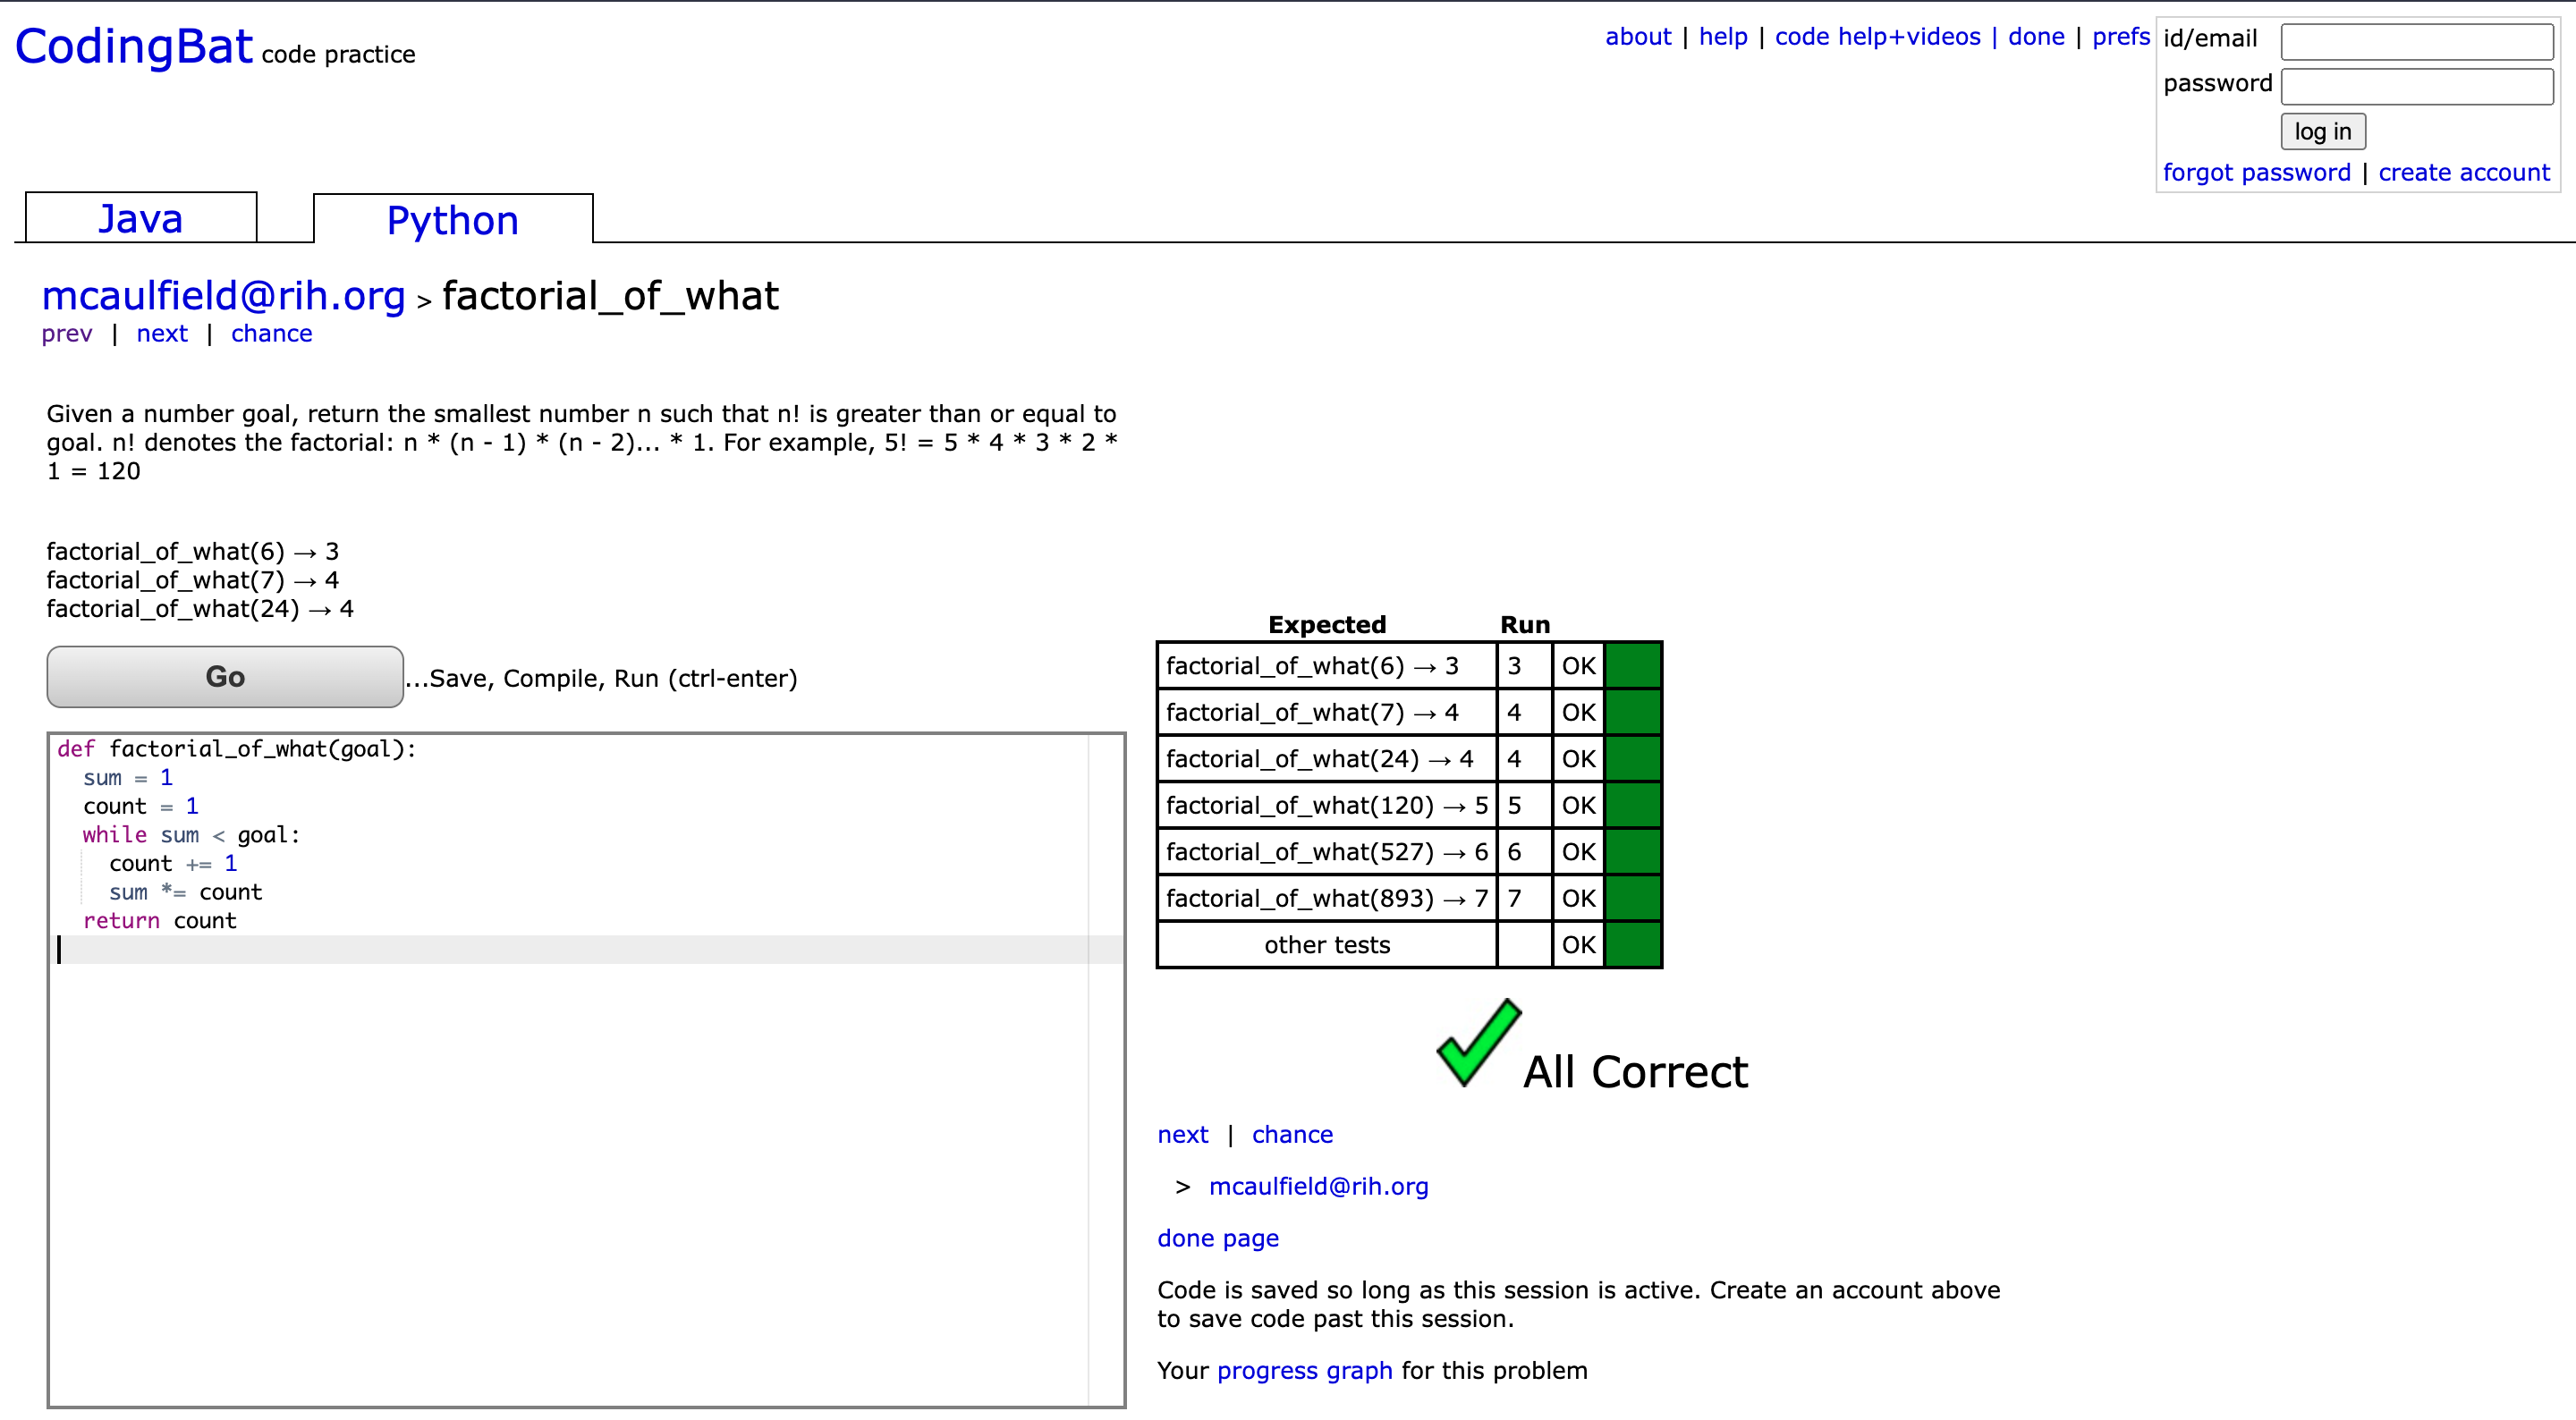 CodingBat code practice
about | help | code help+videos | done | prefs
id/email
password
log in
forgot password | create account
Java
Python
mcaulfield@rih.org > factorial_of_what
prev | next | chance
Given a number goal, return the smallest number n such that n! is greater than or equal to
goal. n! denotes the factorial: n * (n - 1) * (n - 2)... * 1. For example, 5! = 5 * 4 * 3 * 2 *
1 = 120
factorial_of_what(6) → 3
factorial_of_what(7) → 4
factorial_of_what(24) → 4
Go ...Save, Compile, Run (ctrl-enter)
def factorial_of_what(goal):
  sum = 1
  count = 1
  while sum < goal:
    count += 1
    sum *= count
  return count
Expected Run
factorial_of_what(6) → 3 3 OK
factorial_of_what(7) → 4 4 OK
factorial_of_what(24) → 4 4 OK
factorial_of_what(120) → 5 5 OK
factorial_of_what(527) → 6 6 OK
factorial_of_what(893) → 7 7 OK
other tests OK
All Correct
next | chance
> mcaulfield@rih.org
done page
Code is saved so long as this session is active. Create an account above
to save code past this session.
Your progress graph for this problem